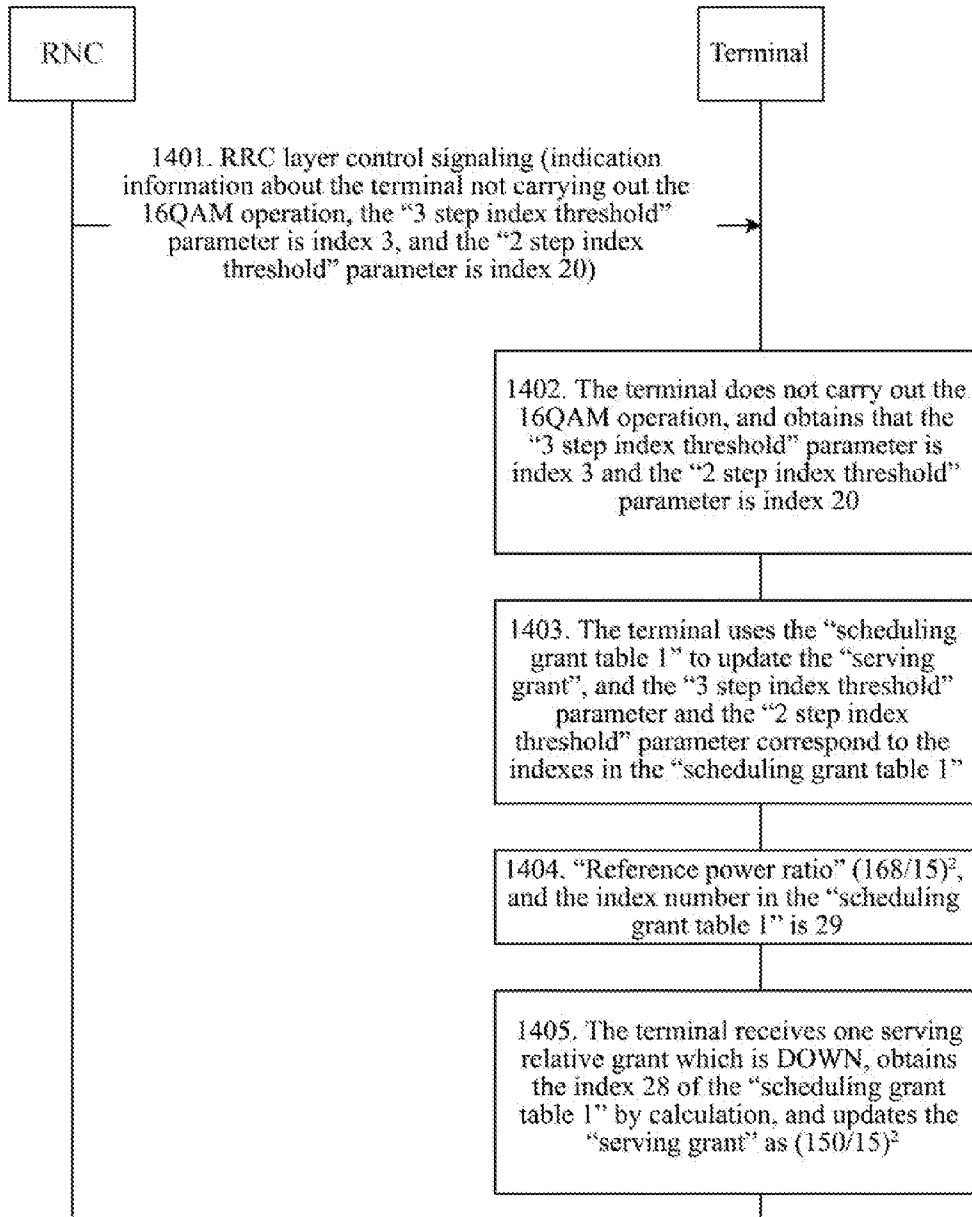 RNC
Terminal
1401. RRC layer control signaling (indication
information about the terminal not carrying out the
16QAM operation, the “3 step index threshold”
parameter is index 3, and the “2 step index
threshold” parameter is index 20)
1402. The terminal does not carry out the
16QAM operation, and obtains that the
“3 step index threshold” parameter is
index 3 and the “2 step index threshold”
parameter is index 20
1403. The terminal uses the “scheduling
grant table 1” to update the “serving
grant”, and the “3 step index threshold”
parameter and the “2 step index
threshold” parameter correspond to the
indexes in the “scheduling grant table 1”
1404. “Reference power ratio” (168/15)²,
and the index number in the “scheduling
grant table 1” is 29
1405. The terminal receives one serving
relative grant which is DOWN, obtains
the index 28 of the “scheduling grant
table 1” by calculation, and updates the
“serving grant” as (150/15)²